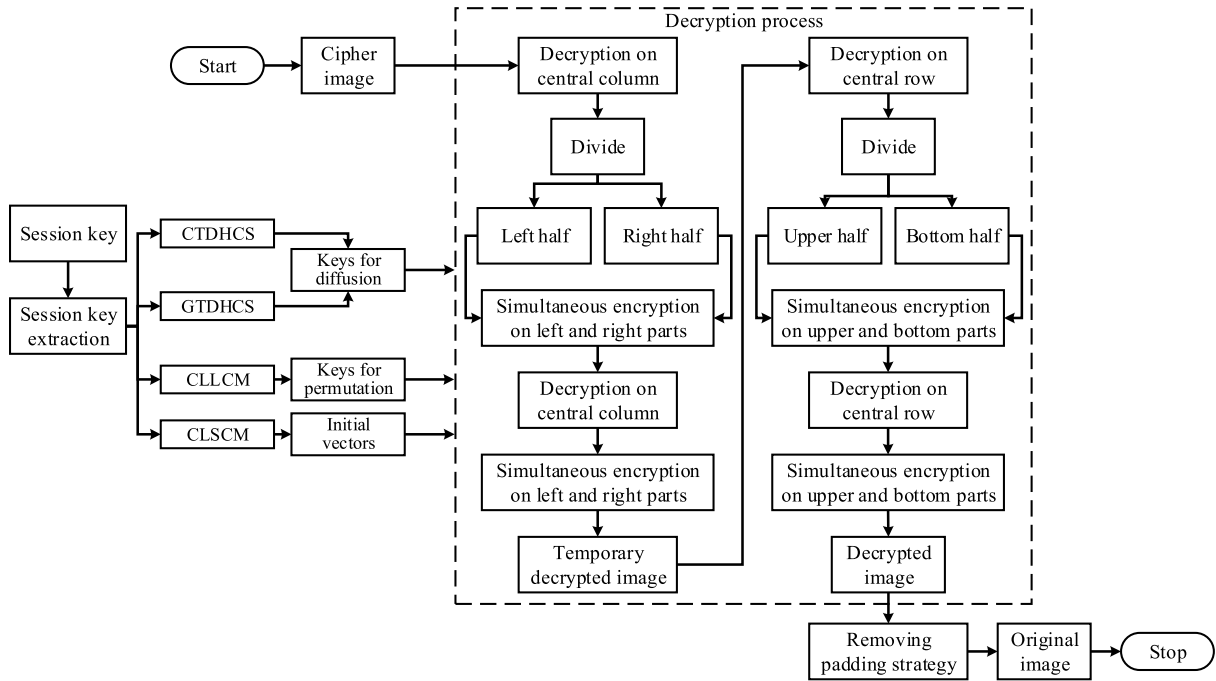 Decryption process
Start
Cipher
image
Decryption on
central column
Divide
Left half
Right half
Simultaneous encryption
on left and right parts
Decryption on
central column
Simultaneous encryption
on left and right parts
Temporary
decrypted image
Decryption on
central row
Divide
Upper half
Bottom half
Simultaneous encryption
on upper and bottom parts
Decryption on
central row
Simultaneous encryption
on upper and bottom parts
Decrypted
image
Session key
Session key
extraction
CTDHCS
GTDHCS
CLLCM
CLSCM
Keys for
diffusion
Keys for
permutation
Initial
vectors
Removing
padding strategy
Original
image
Stop